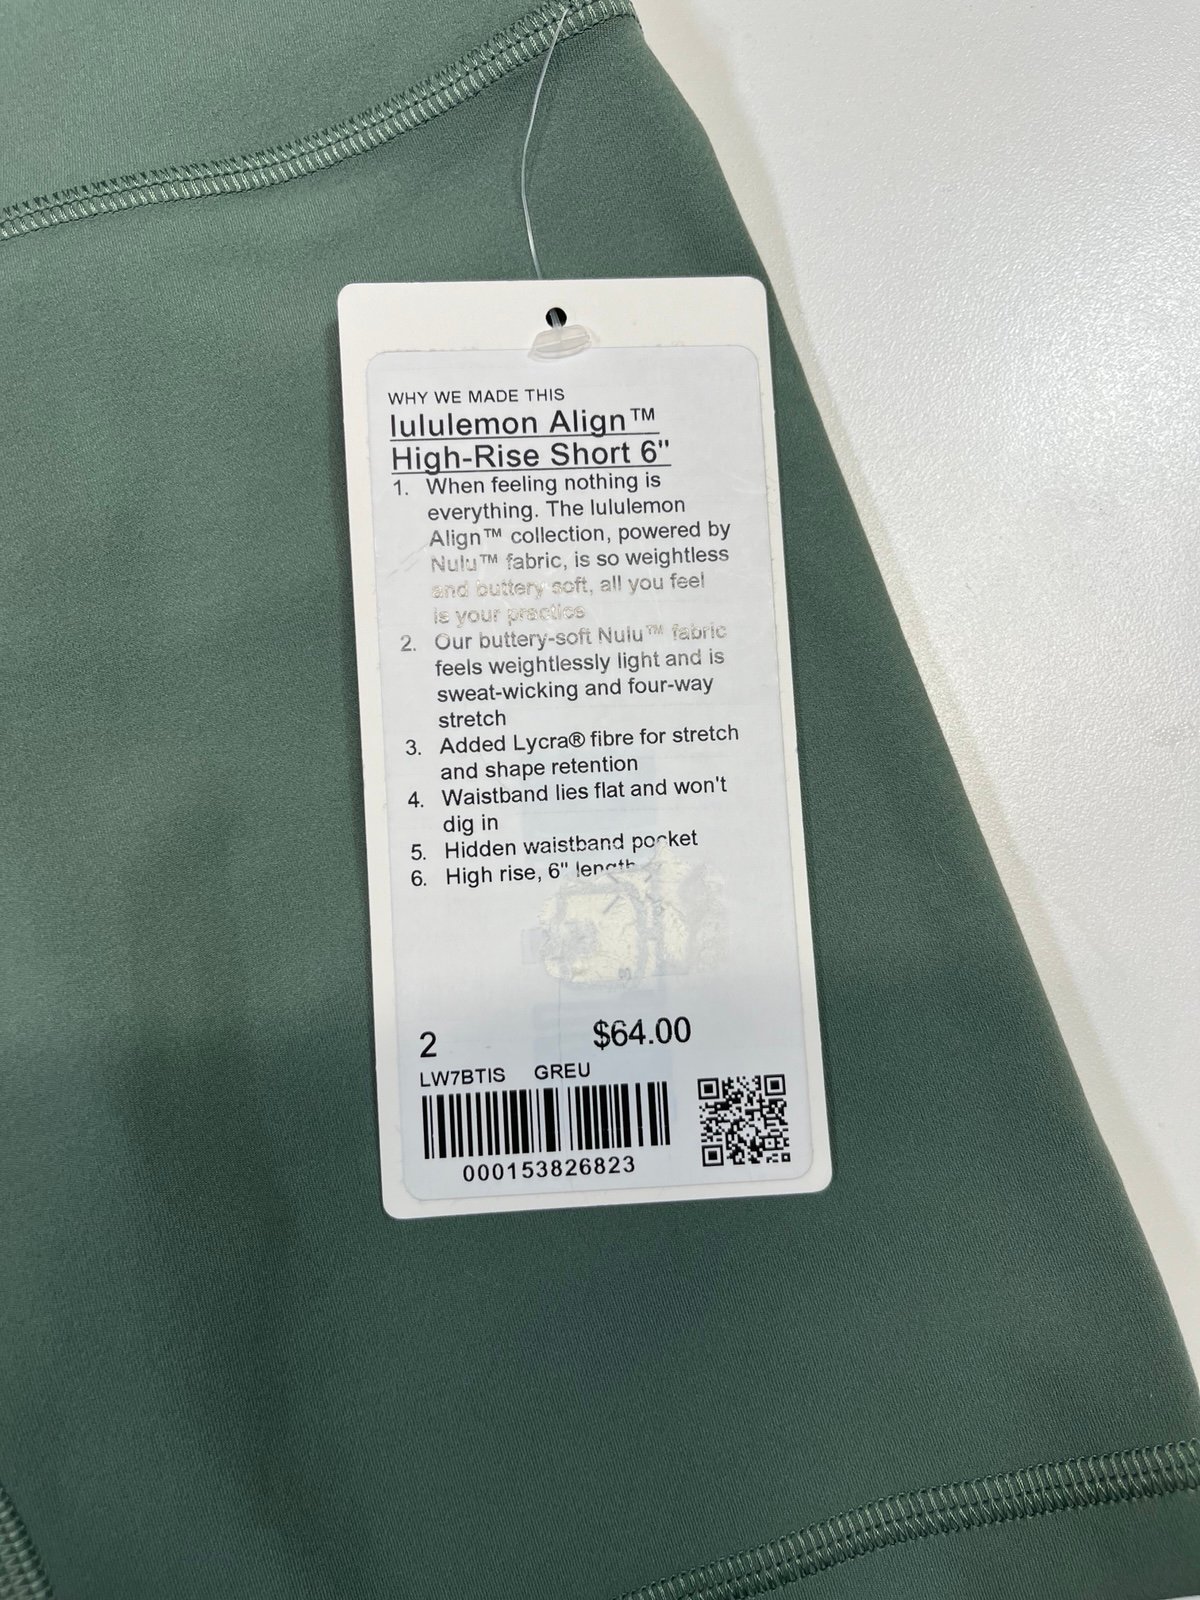 WHY WE MADE THIS
lululemon Align™
High-Rise Short 6"
1. When feeling nothing is
everything. The lululemon
Align™ collection, powered by
Nulu™ fabric, is so weightless
and buttery soft, all you feel
is your practice
2. Our buttery-soft Nulu™ fabric
feels weightlessly light and is
sweat-wicking and four-way
stretch
3. Added Lycra® fibre for stretch
and shape retention
4. Waistband lies flat and won't
dig in
5. Hidden waistband pocket
6. High rise, 6" length
2 $64.00
LW7BTIS GREU
000153826823